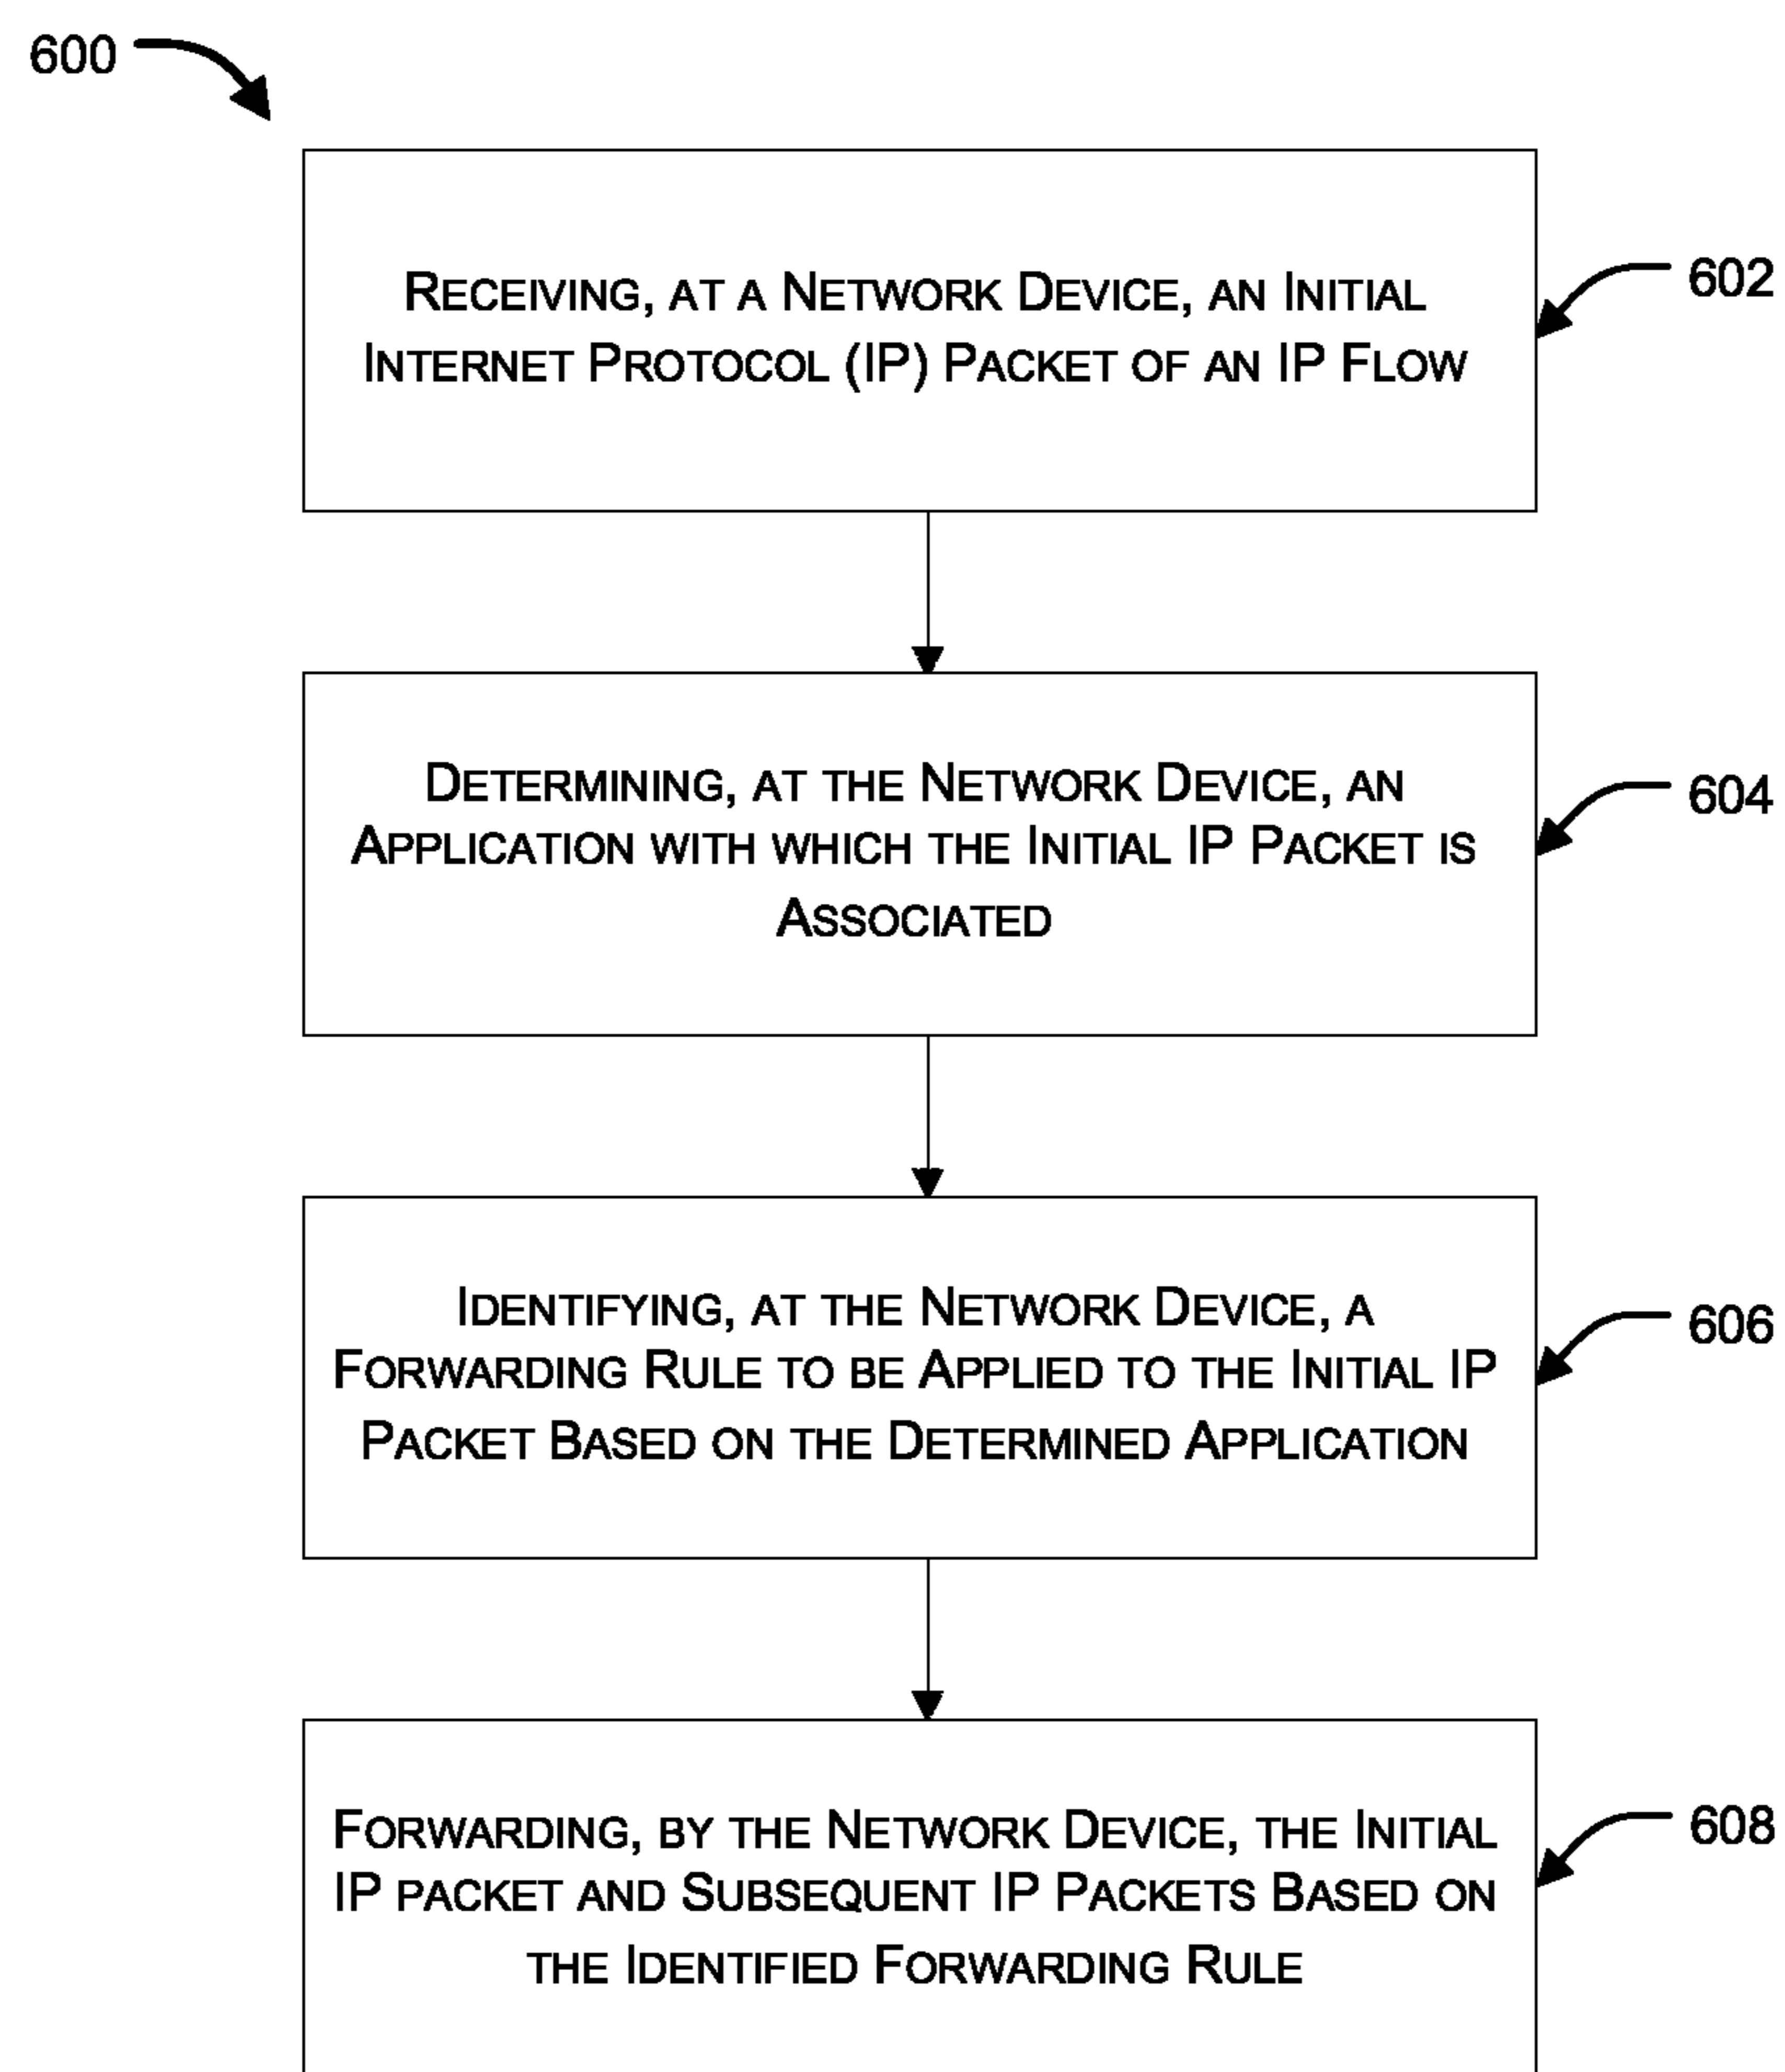 600
Receiving, at a Network Device, an Initial
Internet Protocol (IP) Packet of an IP Flow
602
Determining, at the Network Device, an
Application with which the Initial IP Packet is
Associated
604
Identifying, at the Network Device, a
Forwarding Rule to be Applied to the Initial IP
Packet Based on the Determined Application
606
Forwarding, by the Network Device, the Initial
IP packet and Subsequent IP Packets Based on
the Identified Forwarding Rule
608